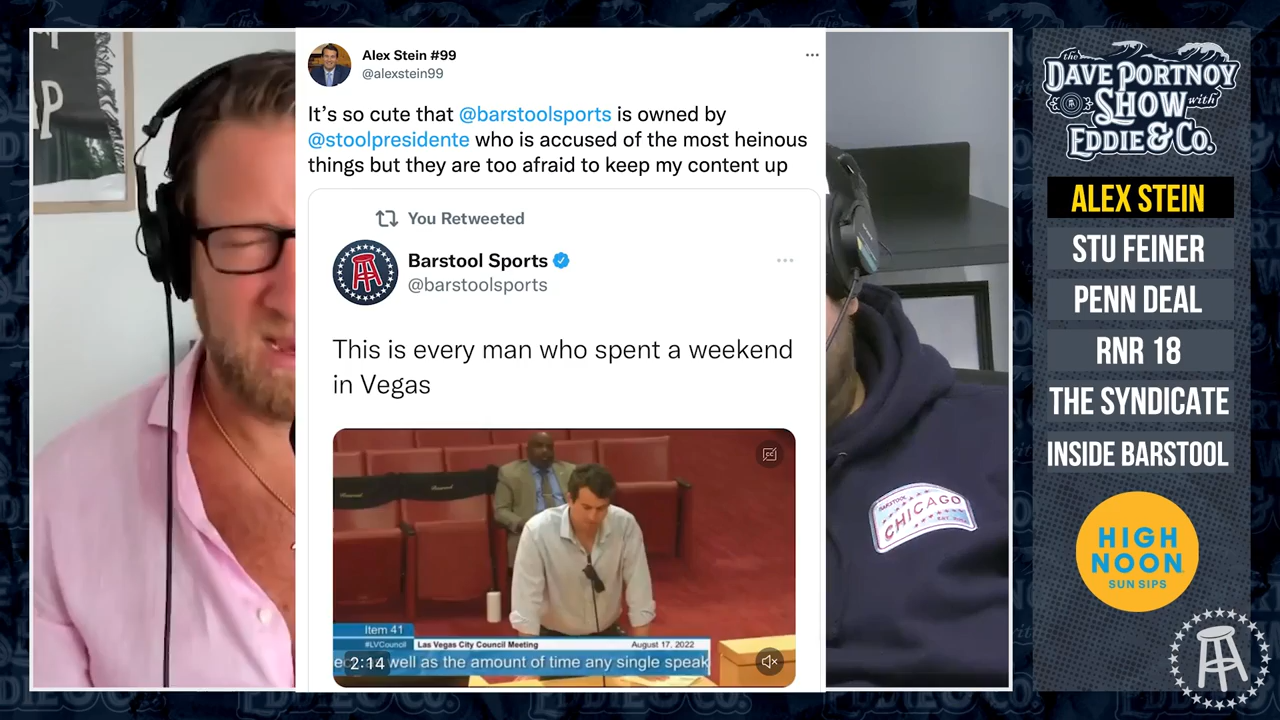 Alex Stein #99
@alexstein99
It's so cute that @barstoolsports is owned by
@stoolpresidente who is accused of the most heinous
things but they are too afraid to keep my content up
You Retweeted
Barstool Sports
@barstoolsports
This is every man who spent a weekend
in Vegas
CC
Item 41
#LVCouncil Las Vegas City Council Meeting August 17, 2022
well as the amount of time any single speak
2:14
the
DAVE PORTNOY
SHOW with
EDDIE & CO.
ALEX STEIN
STU FEINER
PENN DEAL
RNR 18
THE SYNDICATE
INSIDE BARSTOOL
HIGH
NOON
SUN SIPS
BARSTOOL
CHICAGO